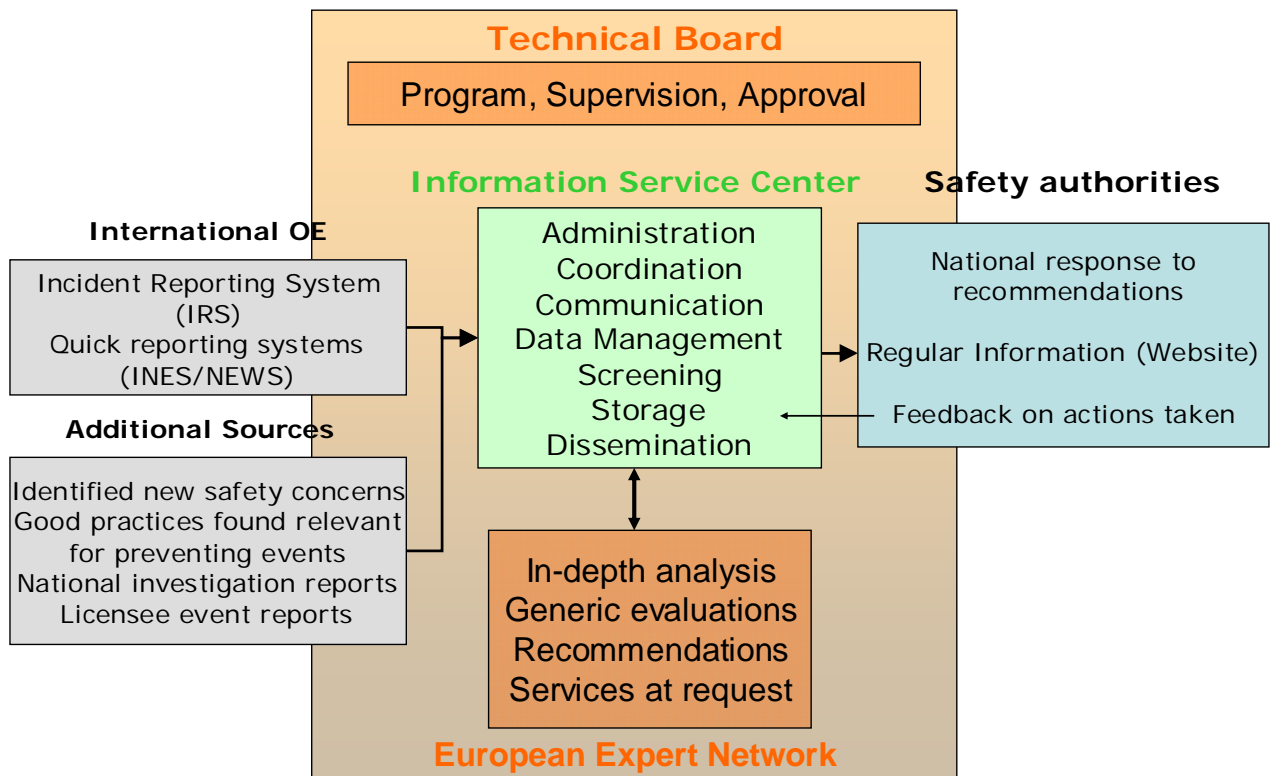 Technical Board
Program, Supervision, Approval
Information Service Center
Administration
Coordination
Communication
Data Management
Screening
Storage
Dissemination
Safety authorities
National response to
recommendations
Regular Information (Website)
Feedback on actions taken
International OE
Incident Reporting System
(IRS)
Quick reporting systems
(INES/NEWS)
Additional Sources
Identified new safety concerns
Good practices found relevant
for preventing events
National investigation reports
Licensee event reports
In-depth analysis
Generic evaluations
Recommendations
Services at request
European Expert Network